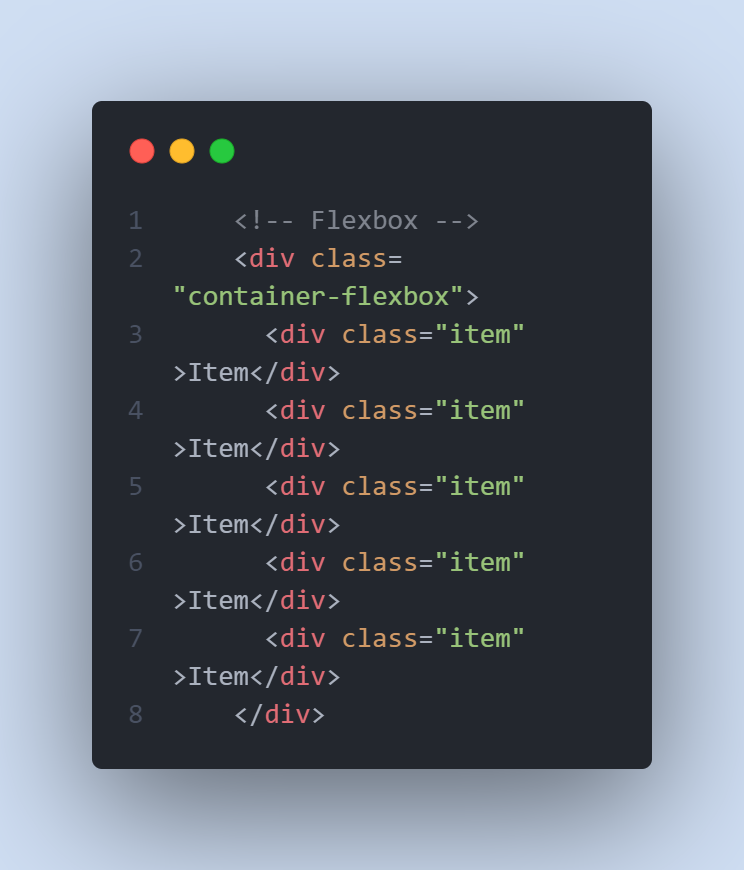 1 <!-- Flexbox -->
2 <div class=
"container-flexbox">
3 <div class="item"
>Item</div>
4 <div class="item"
>Item</div>
5 <div class="item"
>Item</div>
6 <div class="item"
>Item</div>
7 <div class="item"
>Item</div>
8 </div>